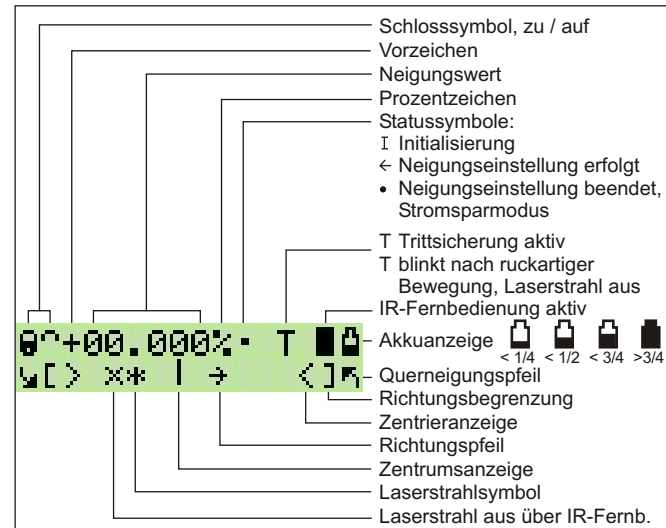 Schlosssymbol, zu / auf
Vorzeichen
Neigungswert
Prozentzeichen
Statussymbole:
I Initialisierung
← Neigungseinstellung erfolgt
• Neigungseinstellung beendet,
Stromsparmodus
T Trittsicherung aktiv
T blinkt nach ruckartiger
Bewegung, Laserstrahl aus
IR-Fernbedienung aktiv
+00.000%· T
Akkuanzeige
< 1/4 < 1/2 < 3/4 >3/4
[> ×* | → <]
Querneigungspfeil
Richtungsbegrenzung
Zentrieranzeige
Richtungspfeil
Zentrumsanzeige
Laserstrahlsymbol
Laserstrahl aus über IR-Fernb.